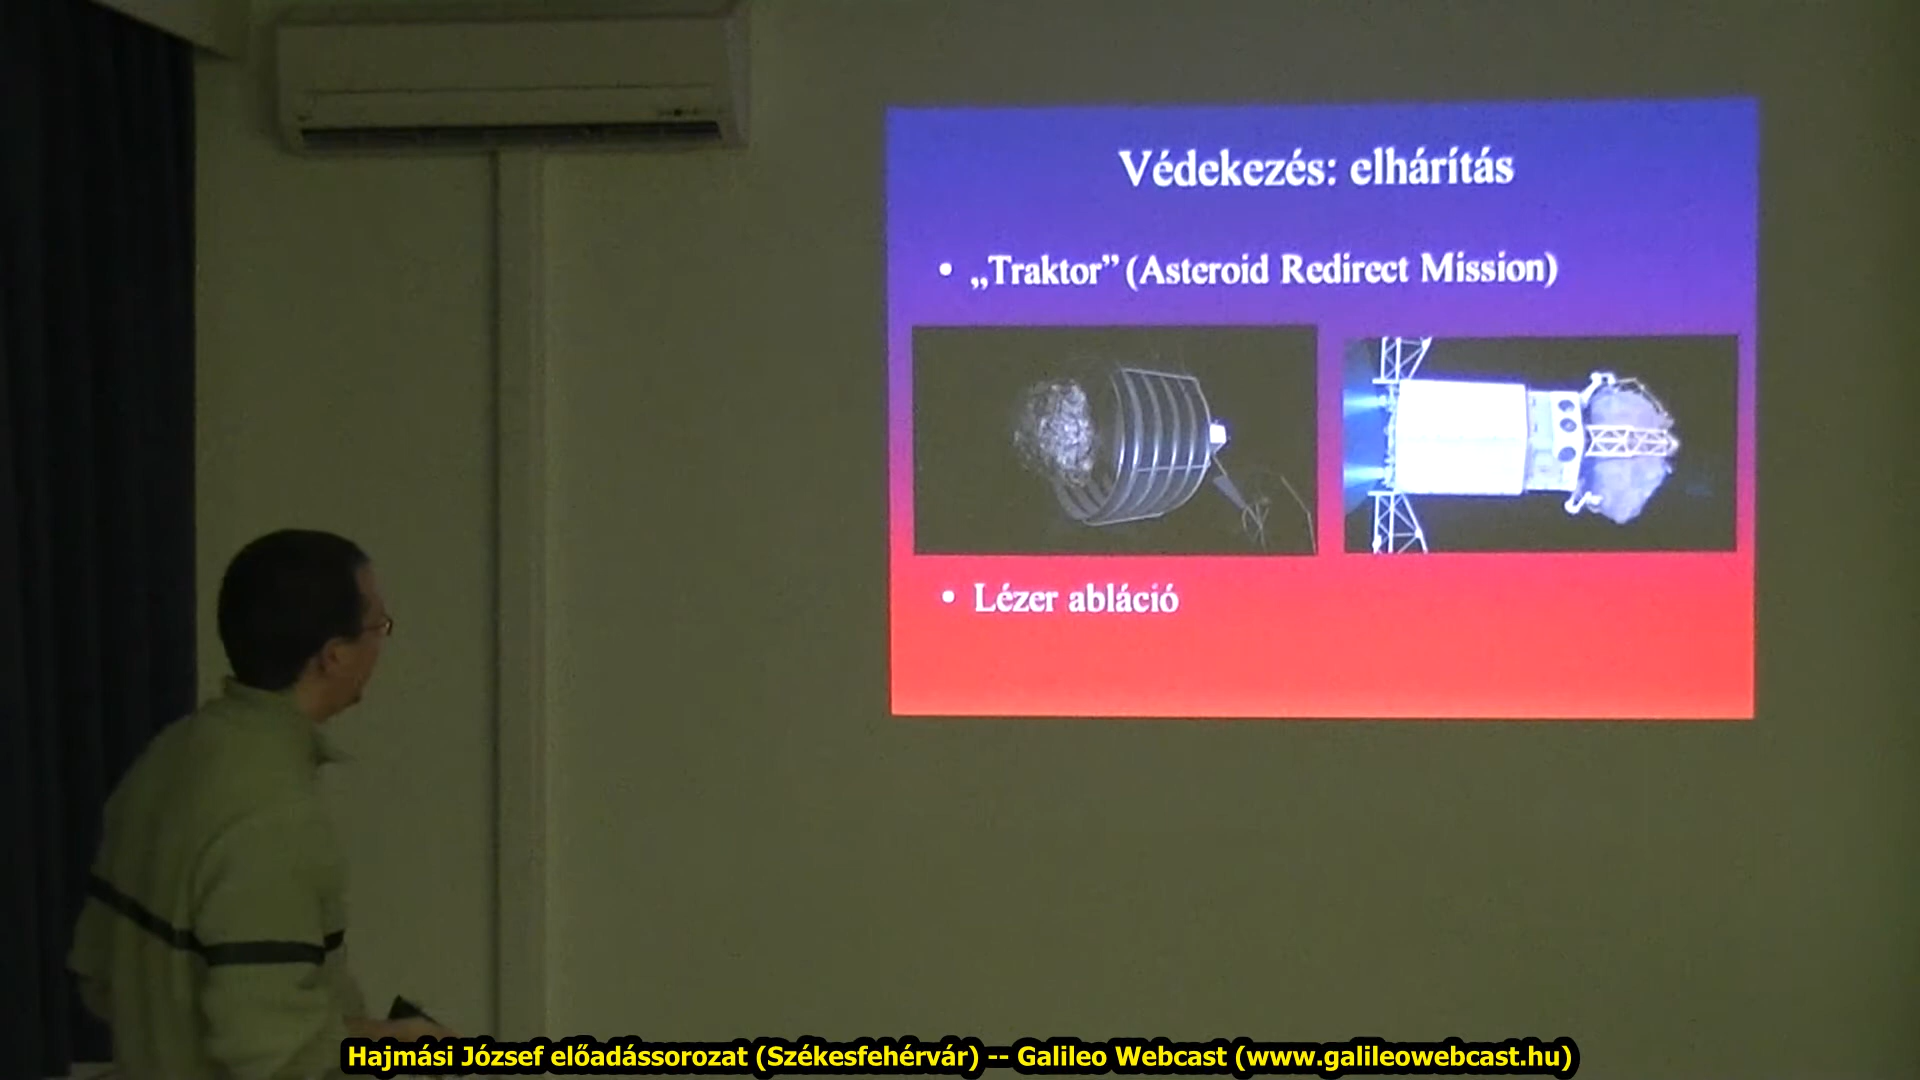 Védekezés: elhárítás
• „Traktor” (Asteroid Redirect Mission)
• Lézer abláció
Hajmási József előadássorozat (Székesfehérvár) -- Galileo Webcast (www.galileowebcast.hu)